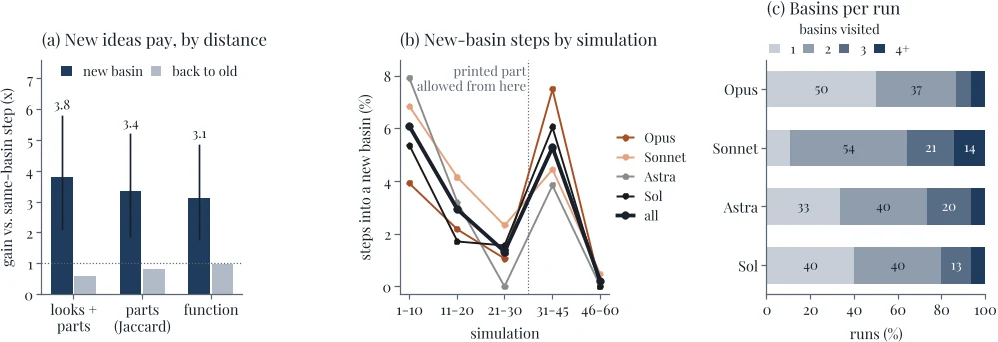 (a) New ideas pay, by distance
new basin
back to old
gain vs. same-basin step (x)
7
6
5
4
3
2
1
0
3.8
3.4
3.1
looks +
parts
parts
(Jaccard)
function
(b) New-basin steps by simulation
printed part
allowed from here
steps into a new basin (%)
8
6
4
2
0
1–10
11–20
21–30
31–45
46–60
simulation
Opus
Sonnet
Astra
Sol
all
(c) Basins per run
basins visited
1
2
3
4+
Opus
50
37
Sonnet
54
21
14
Astra
33
40
20
Sol
40
40
13
0
20
40
60
80
100
runs (%)